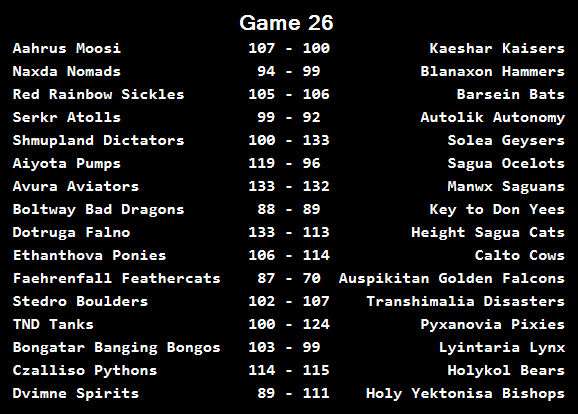 Game 26
Aahrus Moosi 107 - 100 Kaeshar Kaisers
Naxda Nomads 94 - 99 Blanaxon Hammers
Red Rainbow Sickles 105 - 106 Barsein Bats
Serkr Atolls 99 - 92 Autolik Autonomy
Shmupland Dictators 100 - 133 Solea Geysers
Aiyota Pumps 119 - 96 Sagua Ocelots
Avura Aviators 133 - 132 Manwx Saguans
Boltway Bad Dragons 88 - 89 Key to Don Yees
Dotruga Falno 133 - 113 Height Sagua Cats
Ethanthova Ponies 106 - 114 Calto Cows
Faehrenfall Feathercats 87 - 70 Auspikitan Golden Falcons
Stedro Boulders 102 - 107 Transhimalia Disasters
TND Tanks 100 - 124 Pyxanovia Pixies
Bongatar Banging Bongos 103 - 99 Lyintaria Lynx
Czalliso Pythons 114 - 115 Holykol Bears
Dvimne Spirits 89 - 111 Holy Yektonisa Bishops